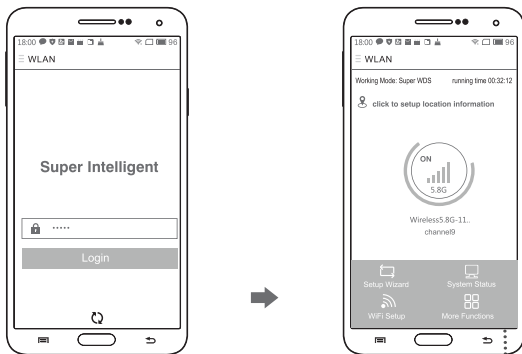 18:00 96
WLAN
Super Intelligent
•••••
Login
18:00 96
WLAN
Working Mode: Super WDS running time 00:32:12
click to setup location information
ON
5.8G
Wireless5.8G-11..
channel9
Setup Wizard System Status
WiFi Setup More Functions